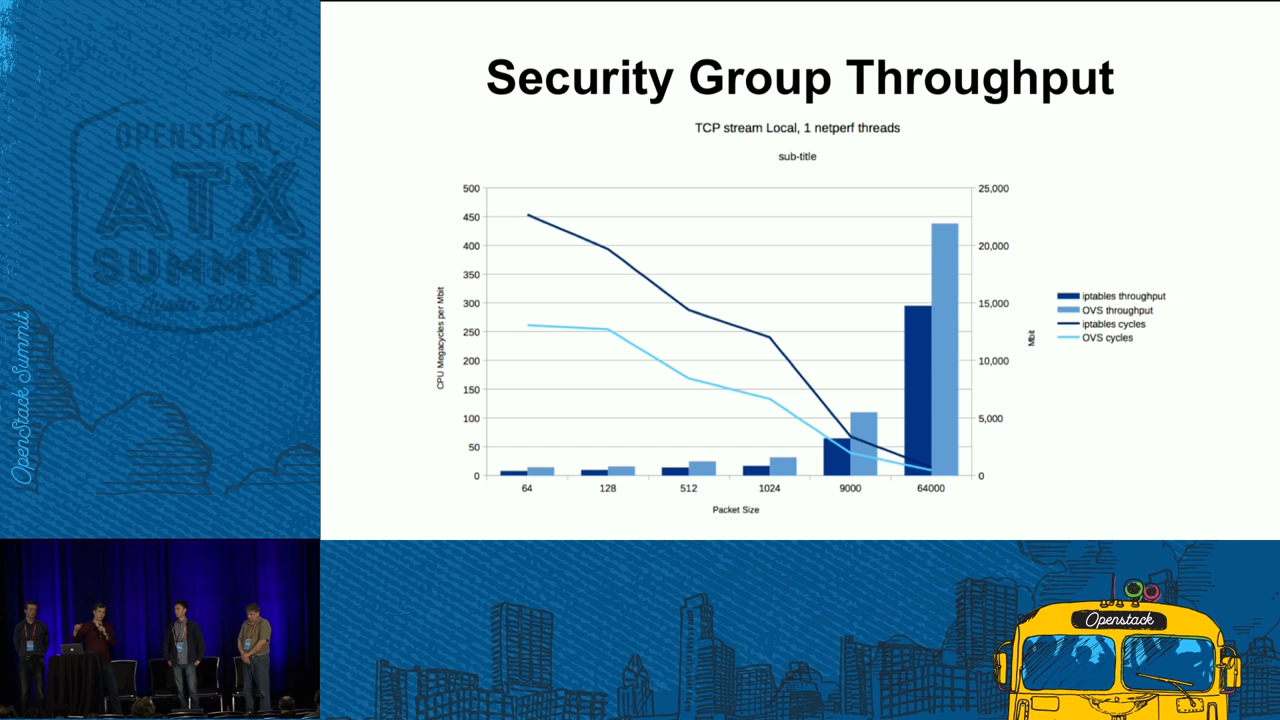 OPENSTACK
ATX
SUMMIT
Austin 2016
OpenStack Summit
Security Group Throughput
TCP stream Local, 1 netperf threads
sub-title
CPU Megacycles per Mbit
500
450
400
350
300
250
200
150
100
50
0
25,000
20,000
15,000
10,000
5,000
0
Mbit
64 128 512 1024 9000 64000
Packet Size
iptables throughput
OVS throughput
iptables cycles
OVS cycles
Openstack